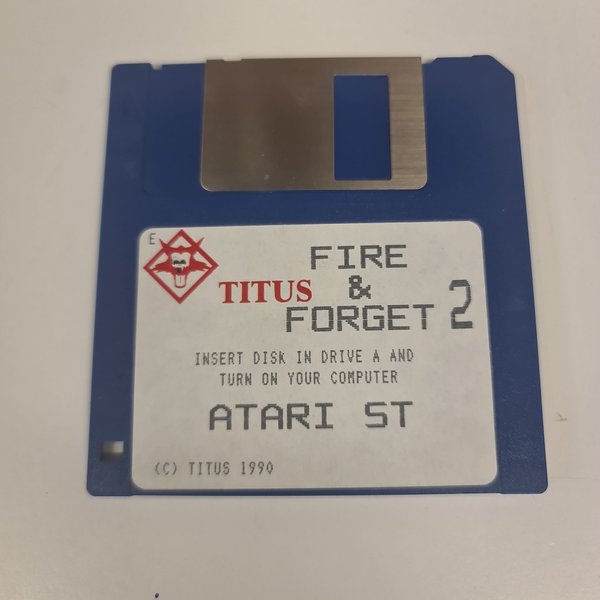 E
FIRE
TITUS &
FORGET 2
INSERT DISK IN DRIVE A AND
TURN ON YOUR COMPUTER
ATARI ST
(C) TITUS 1990